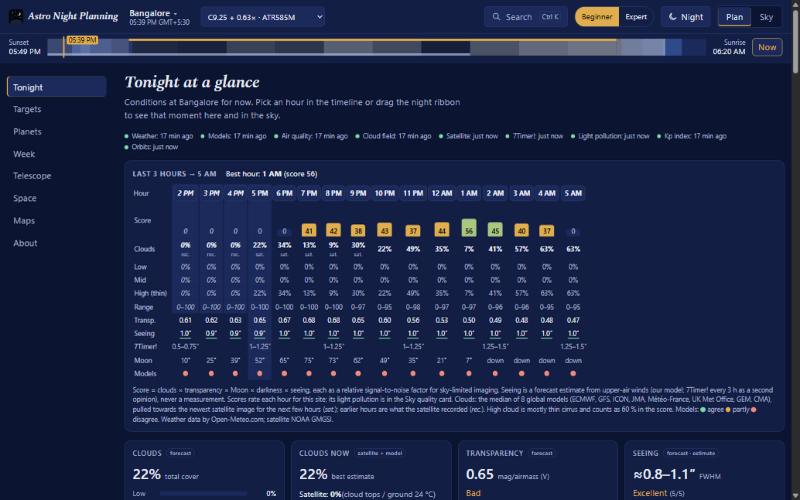 Astro Night Planning
Bangalore
05:39 PM GMT+5:30
C9.25 + 0.63× · ATR585M
Search Ctrl K
Beginner Expert
Night
Plan Sky
Sunset
05:49 PM
05:39 PM
Sunrise
06:20 AM
Now
Tonight
Targets
Planets
Week
Telescope
Space
Maps
About
Tonight at a glance
Conditions at Bangalore for now. Pick an hour in the timeline or drag the night ribbon
to see that moment here and in the sky.
Weather: 17 min ago Models: 17 min ago Air quality: 17 min ago Cloud field: 17 min ago Satellite: just now 7Timer!: just now Light pollution: just now Kp index: 17 min ago
Orbits: just now
LAST 3 HOURS → 5 AM Best hour: 1 AM (score 56)
Hour 2 PM 3 PM 4 PM 5 PM 6 PM 7 PM 8 PM 9 PM 10 PM 11 PM 12 AM 1 AM 2 AM 3 AM 4 AM 5 AM
Score 0 0 0 0 0 41 42 38 43 37 44 56 45 40 37 0
Clouds 0% 0% 0% 22% 34% 13% 9% 30% 22% 49% 35% 7% 41% 57% 63% 63%
rec. rec. rec. sat. sat. sat. sat. sat.
Low 0% 0% 0% 0% 0% 0% 0% 0% 0% 0% 0% 0% 0% 0% 0% 0%
Mid 0% 0% 0% 0% 0% 0% 0% 0% 0% 0% 0% 0% 0% 0% 0% 0%
High (thin) 0% 0% 0% 22% 34% 13% 9% 30% 22% 49% 35% 7% 41% 57% 63% 63%
Range 0–100 0–100 0–100 0–100 0–100 0–97 0–97 0–95 0–98 0–97 0–97 0–97 0–96 0–96 0–95 0–96
Transp. 0.61 0.62 0.63 0.65 0.67 0.68 0.68 0.65 0.60 0.56 0.53 0.50 0.49 0.48 0.48 0.47
Seeing 1.0″ 0.9″ 0.9″ 0.9″ 1.0″ 1.0″ 1.0″ 1.0″ 1.0″ 1.0″ 1.0″ 1.0″ 1.0″ 1.0″ 1.0″ 1.0″
7Timer! 0.5–0.75″ 1–1.25″ 1–1.25″ 1–1.25″ 1.25–1.5″ 1.25–1.5″
Moon 10° 25° 39° 52° 65° 75° 73° 62° 49° 35° 21° 7° down down down down
Models
Score = clouds × transparency × Moon × darkness × seeing, each as a relative signal-to-noise factor for sky-limited imaging. Seeing is a forecast estimate from upper-air winds (our model; 7Timer! every 3 h as a second
opinion), never a measurement. Scores rate each hour for this site; its light pollution is in the Sky quality card. Clouds: the median of 8 global models (ECMWF, GFS, ICON, JMA, Météo-France, UK Met Office, GEM, CMA),
pulled towards the newest satellite image for the next few hours (sat.); earlier hours are what the satellite recorded (rec.). High cloud is mostly thin cirrus and counts as 60 % in the score. Models: agree partly
disagree. Weather data by Open-Meteo.com; satellite NOAA GMGSI.
CLOUDS forecast
22% total cover
Low 0%
CLOUDS NOW satellite + model
22% best estimate
Satellite: 0% (cloud tops / ground 24 °C)
TRANSPARENCY forecast
0.65 mag/airmass (V)
Bad
SEEING forecast · estimate
≈0.8–1.1″ FWHM
Excellent (5/5)